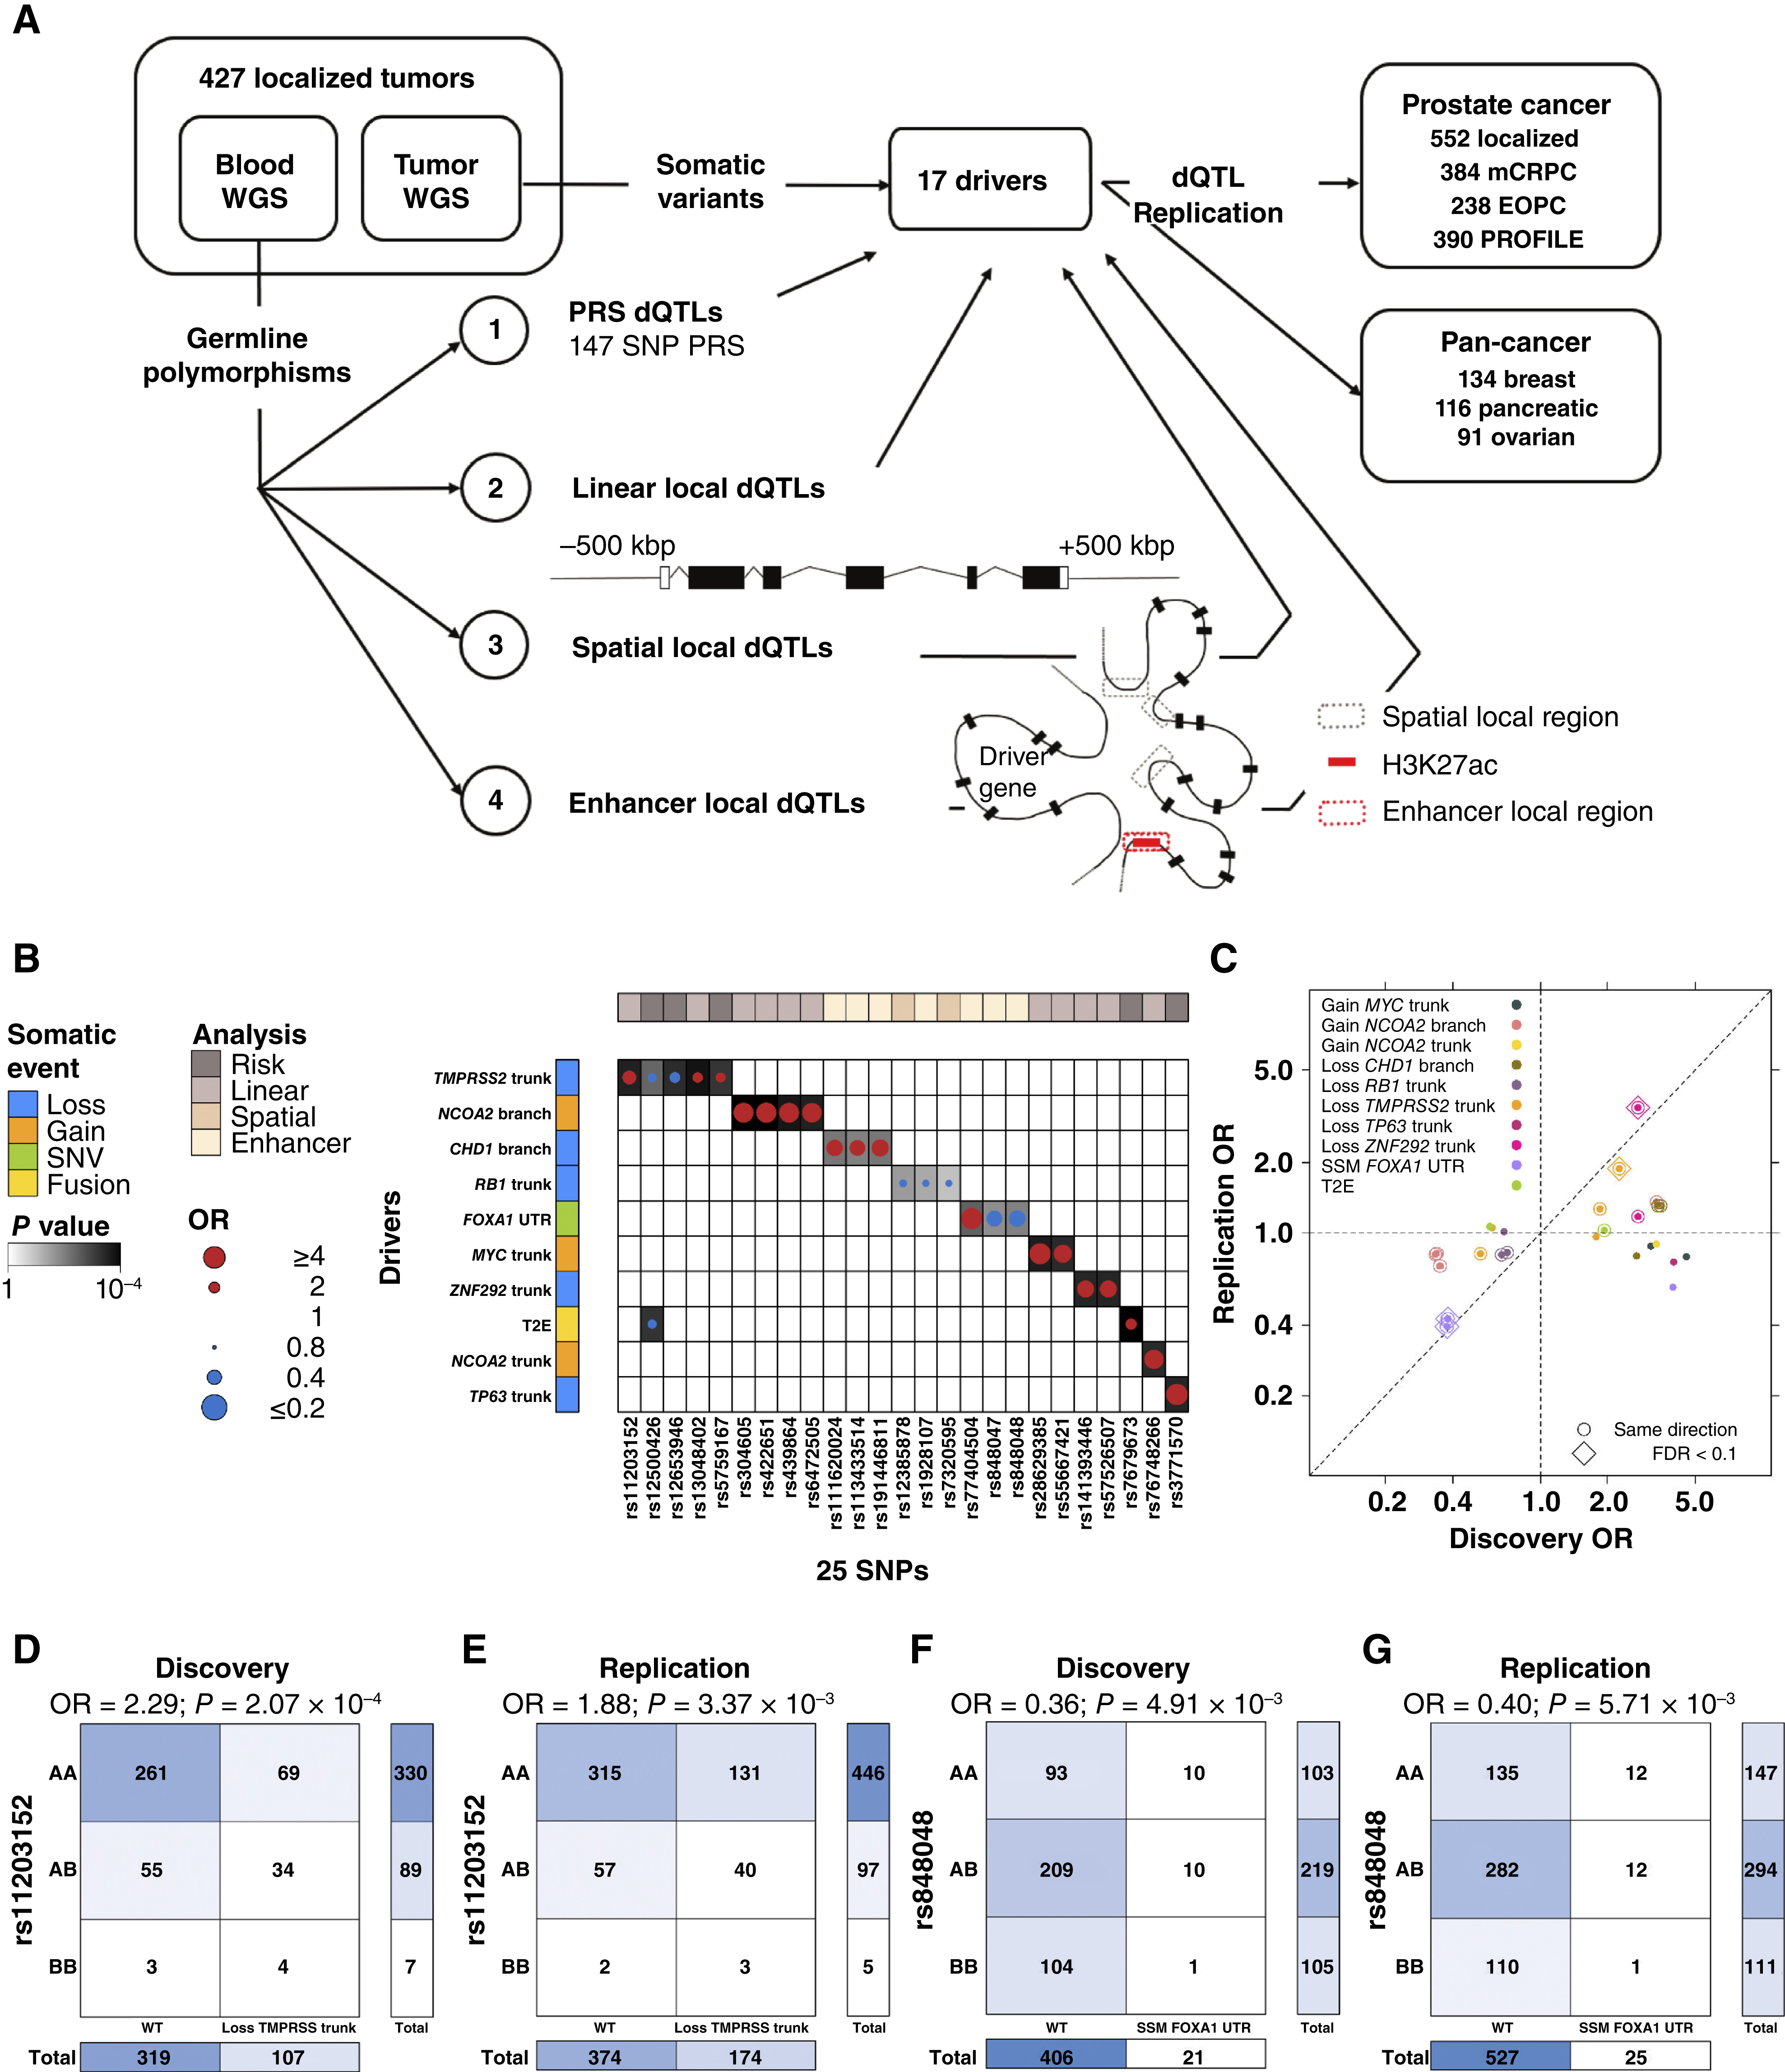 A
427 localized tumors
Blood
WGS
Tumor
WGS
Somatic
variants
17 drivers
dQTL
Replication
Prostate cancer
552 localized
384 mCRPC
238 EOPC
390 PROFILE
Pan-cancer
134 breast
116 pancreatic
91 ovarian
Germline
polymorphisms
1
PRS dQTLs
147 SNP PRS
2
Linear local dQTLs
–500 kbp
+500 kbp
3
Spatial local dQTLs
4
Enhancer local dQTLs
Driver
gene
Spatial local region
H3K27ac
Enhancer local region
B
Somatic
event
Loss
Gain
SNV
Fusion
Analysis
Risk
Linear
Spatial
Enhancer
P value
1
10–4
OR
≥4
2
1
0.8
0.4
≤0.2
Drivers
TMPRSS2 trunk
NCOA2 branch
CHD1 branch
RB1 trunk
FOXA1 UTR
MYC trunk
ZNF292 trunk
T2E
NCOA2 trunk
TP63 trunk
rs11203152
rs12500426
rs12653946
rs13048402
rs5759167
rs304605
rs422651
rs439864
rs6472505
rs111620024
rs113433514
rs191446811
rs12385878
rs1928107
rs7320595
rs77404504
rs848047
rs848048
rs28629385
rs55667421
rs141393446
rs57526507
rs7679673
rs76748266
rs3771570
25 SNPs
C
Gain MYC trunk
Gain NCOA2 branch
Gain NCOA2 trunk
Loss CHD1 branch
Loss RB1 trunk
Loss TMPRSS2 trunk
Loss TP63 trunk
Loss ZNF292 trunk
SSM FOXA1 UTR
T2E
Replication OR
5.0
2.0
1.0
0.4
0.2
Same direction
FDR < 0.1
0.2 0.4 1.0 2.0 5.0
Discovery OR
D
Discovery
OR = 2.29; P = 2.07 × 10–4
rs11203152
AA 261 69 330
AB 55 34 89
BB 3 4 7
WT Loss TMPRSS trunk Total
Total 319 107
E
Replication
OR = 1.88; P = 3.37 × 10–3
rs11203152
AA 315 131 446
AB 57 40 97
BB 2 3 5
WT Loss TMPRSS trunk Total
Total 374 174
F
Discovery
OR = 0.36; P = 4.91 × 10–3
rs848048
AA 93 10 103
AB 209 10 219
BB 104 1 105
WT SSM FOXA1 UTR Total
Total 406 21
G
Replication
OR = 0.40; P = 5.71 × 10–3
rs848048
AA 135 12 147
AB 282 12 294
BB 110 1 111
WT SSM FOXA1 UTR Total
Total 527 25